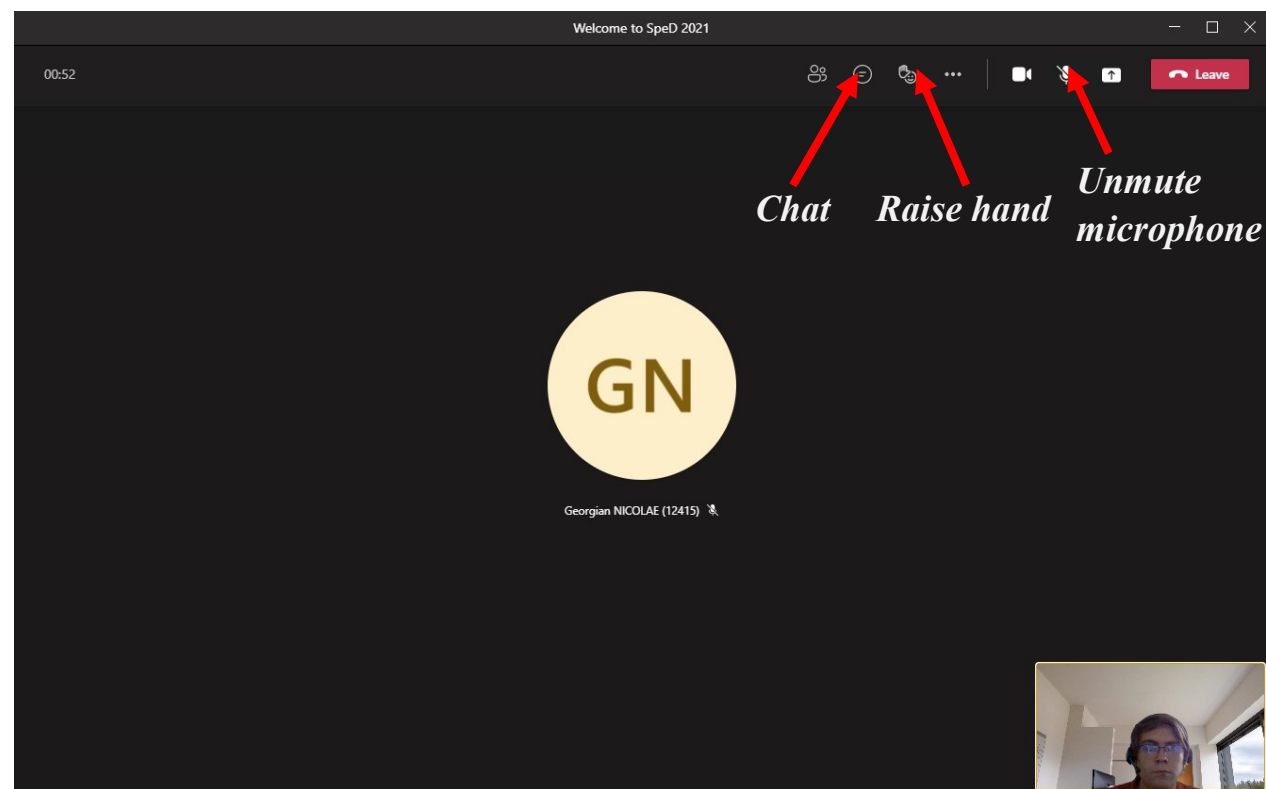 Welcome to SpeD 2021
00:52
Leave
Chat
Raise hand
Unmute
microphone
GN
Georgian NICOLAE (12415)